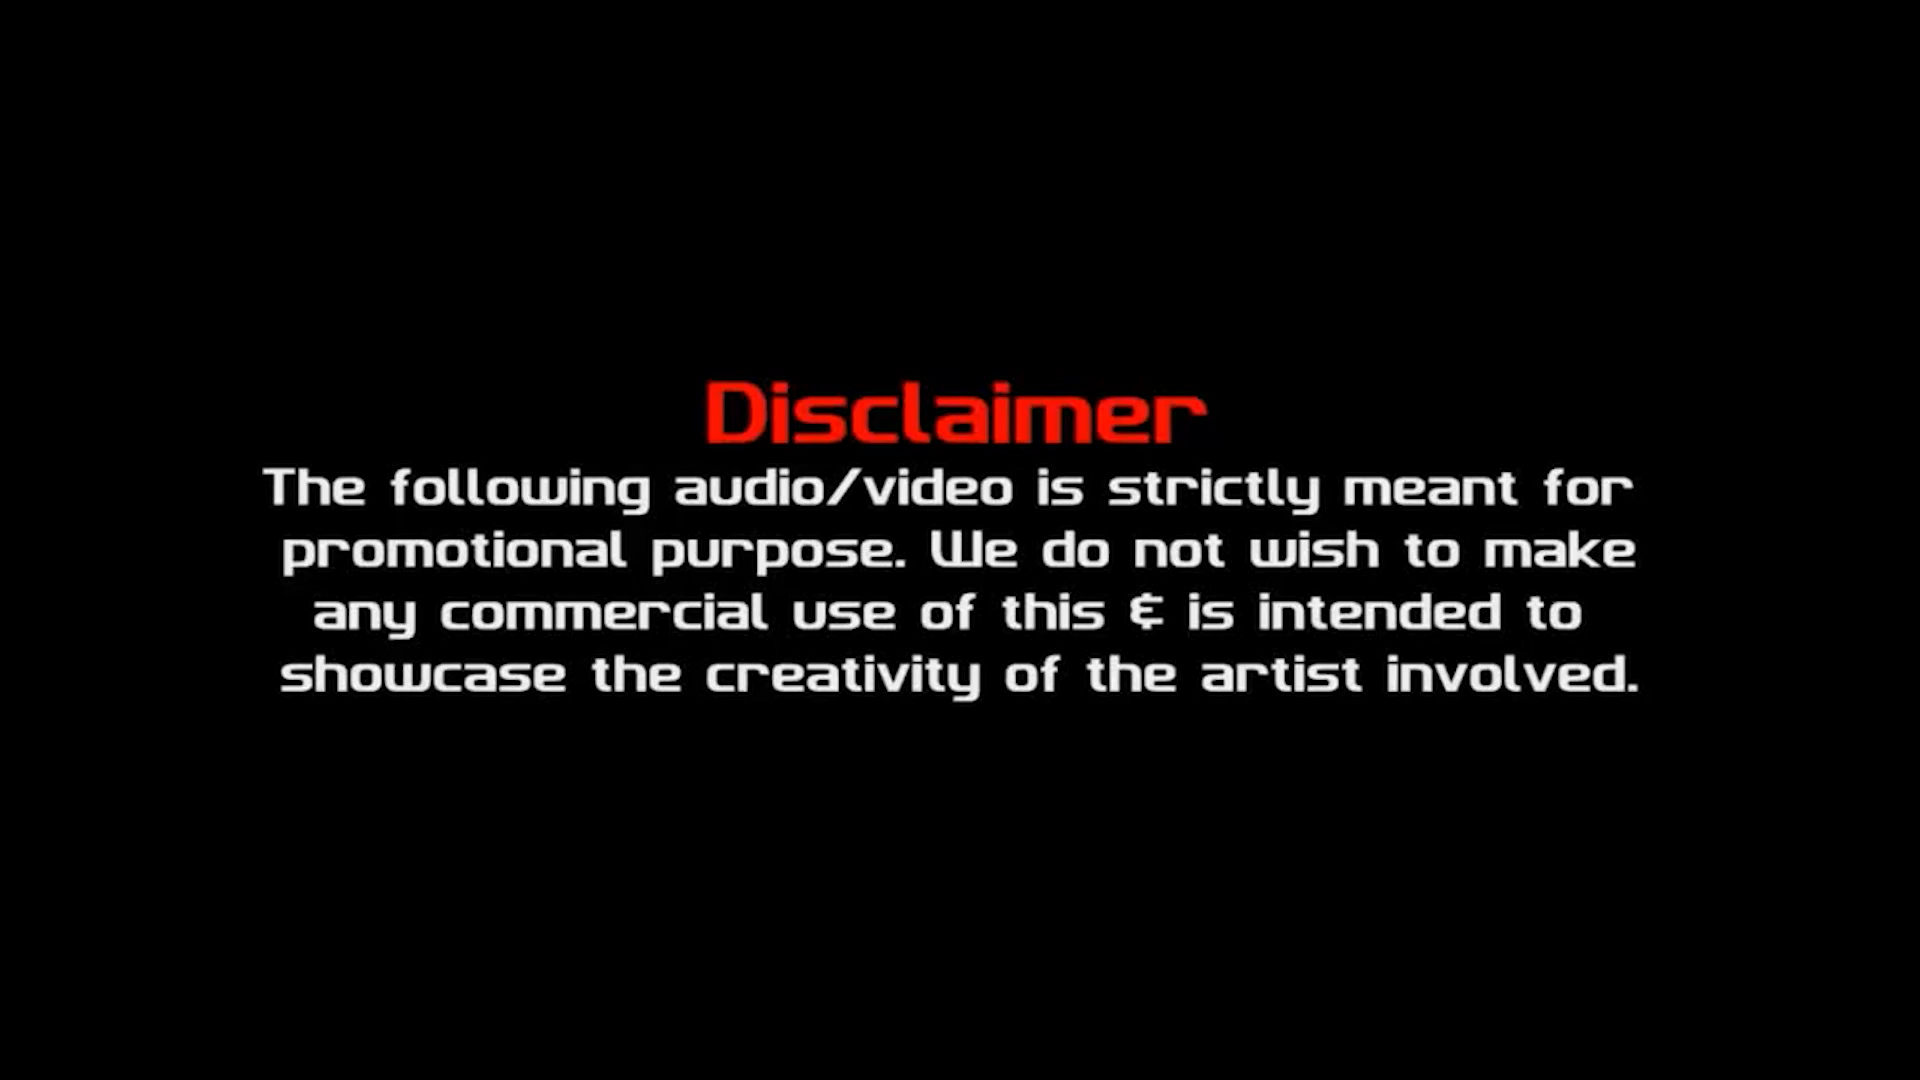 Disclaimer
The following audio/video is strictly meant for
promotional purpose. We do not wish to make
any commercial use of this & is intended to
showcase the creativity of the artist involved.